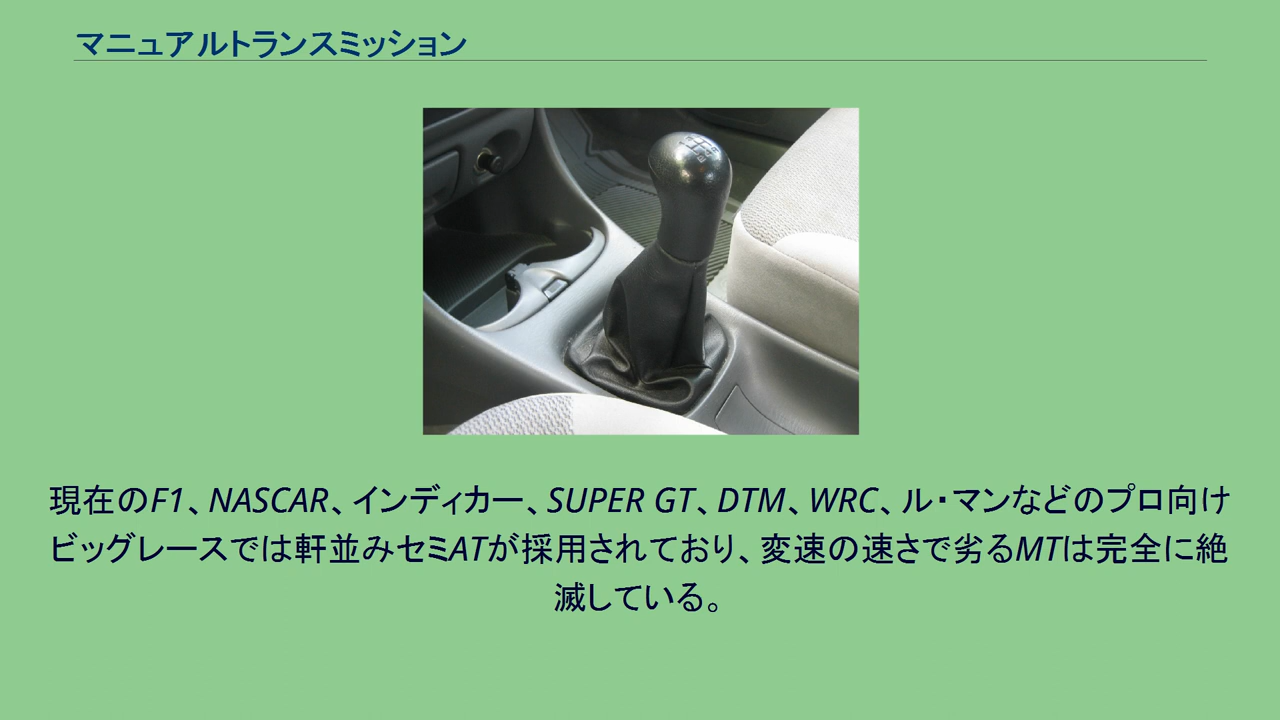 マニュアルトランスミッション
現在のF1、NASCAR、インディカー、SUPER GT、DTM、WRC、ル・マンなどのプロ向け
ビッグレースでは軒並みセミATが採用されており、変速の速さで劣るMTは完全に絶
滅している。